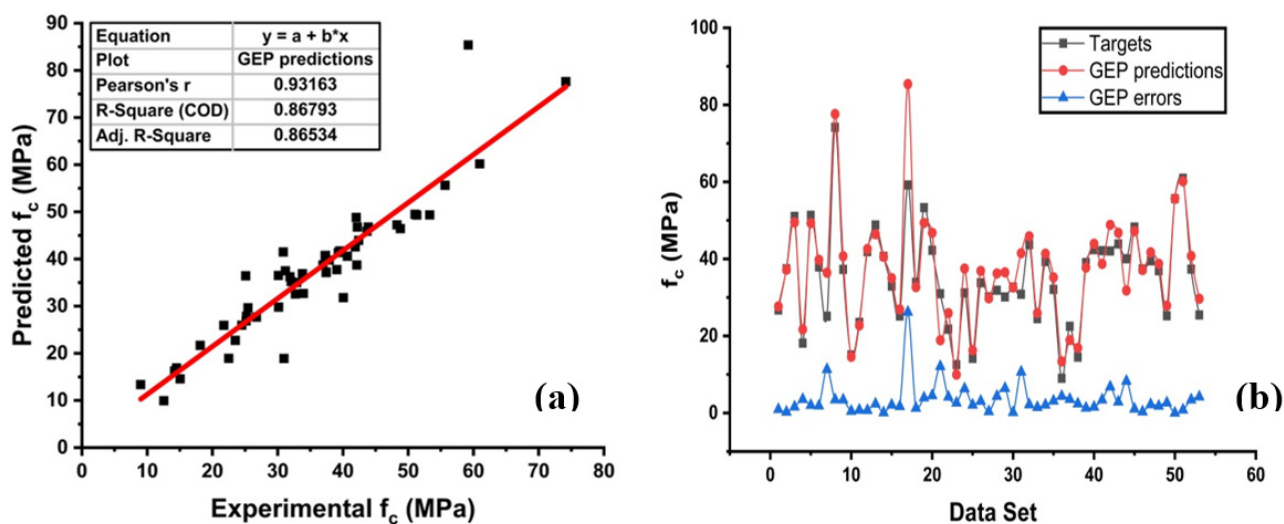 Equation y = a + b*x
Plot GEP predictions
Pearson's r 0.93163
R-Square (COD) 0.86793
Adj. R-Square 0.86534
90
80
70
60
50
40
30
20
10
0
Predicted f_c (MPa)
0 10 20 30 40 50 60 70 80
Experimental f_c (MPa)
(a)
Targets
GEP predictions
GEP errors
100
80
60
40
20
0
f_c (MPa)
0 10 20 30 40 50 60
Data Set
(b)